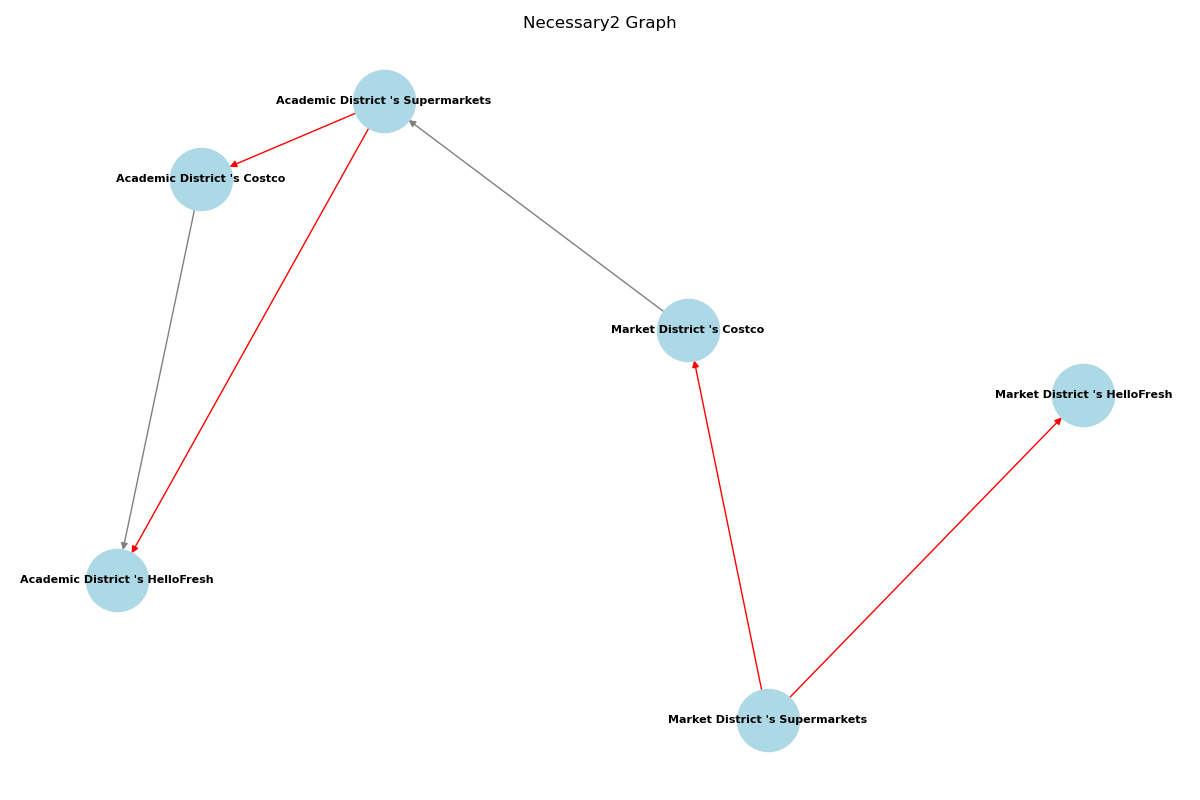 Necessary2 Graph
Academic District 's Supermarkets
Academic District 's Costco
Market District 's Costco
Market District 's HelloFresh
Academic District 's HelloFresh
Market District 's Supermarkets